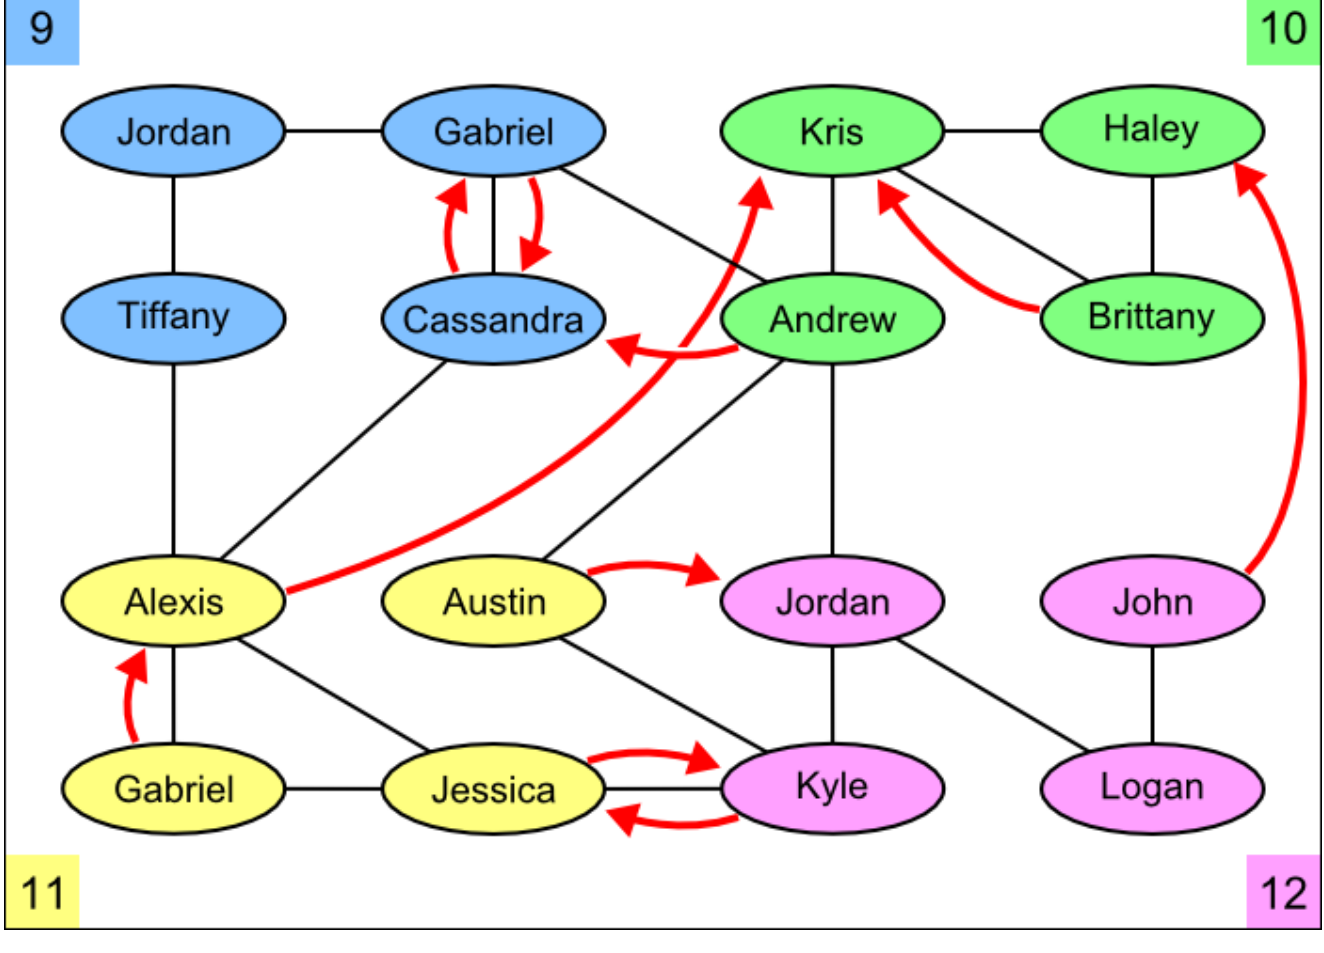 9
10
Jordan
Gabriel
Kris
Haley
Tiffany
Cassandra
Andrew
Brittany
Alexis
Austin
Jordan
John
Gabriel
Jessica
Kyle
Logan
11
12